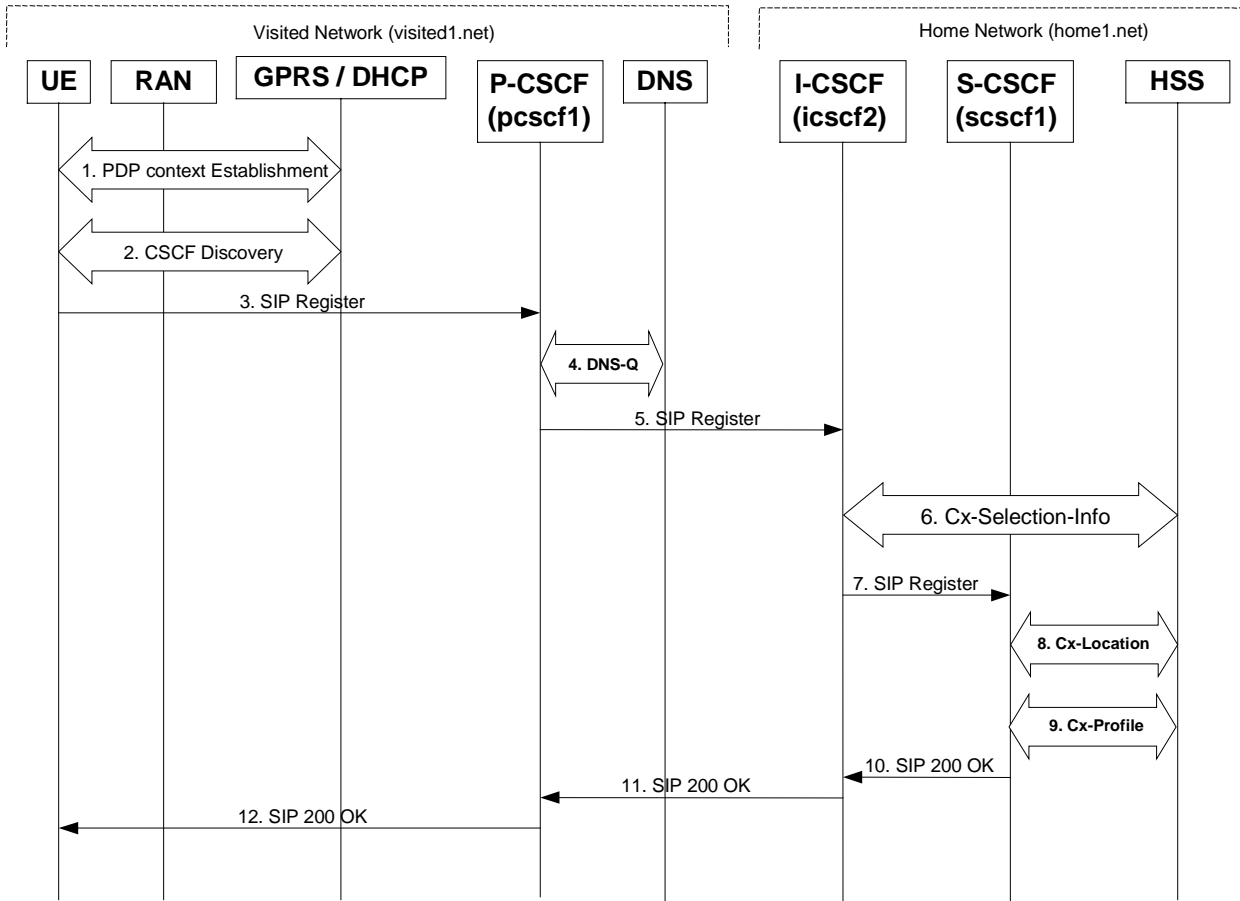 Visited Network (visited1.net)
Home Network (home1.net)
UE
RAN
GPRS / DHCP
P-CSCF
(pcscf1)
DNS
I-CSCF
(icscf2)
S-CSCF
(scscf1)
HSS
1. PDP context Establishment
2. CSCF Discovery
3. SIP Register
4. DNS-Q
5. SIP Register
6. Cx-Selection-Info
7. SIP Register
8. Cx-Location
9. Cx-Profile
10. SIP 200 OK
11. SIP 200 OK
12. SIP 200 OK